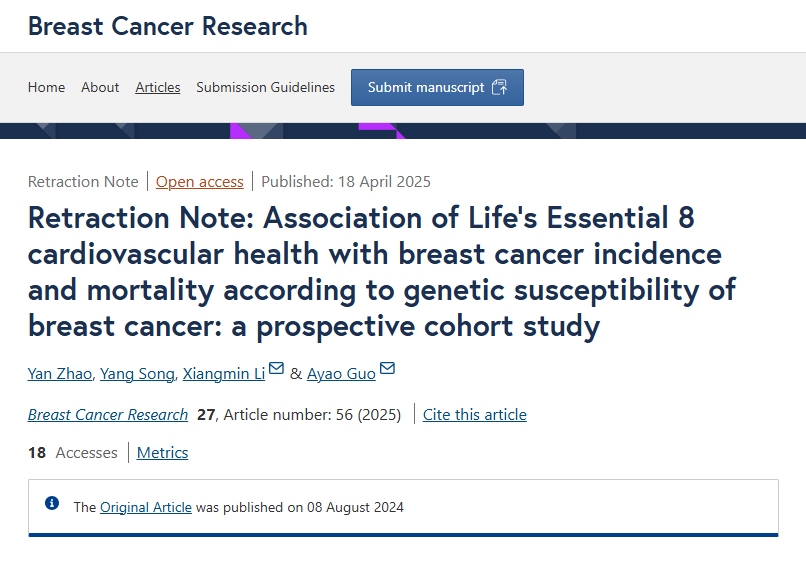 Breast Cancer Research
Home About Articles Submission Guidelines Submit manuscript
Retraction Note Open access Published: 18 April 2025
Retraction Note: Association of Life's Essential 8
cardiovascular health with breast cancer incidence
and mortality according to genetic susceptibility of
breast cancer: a prospective cohort study
Yan Zhao, Yang Song, Xiangmin Li & Ayao Guo
Breast Cancer Research 27, Article number: 56 (2025) Cite this article
18 Accesses Metrics
The Original Article was published on 08 August 2024